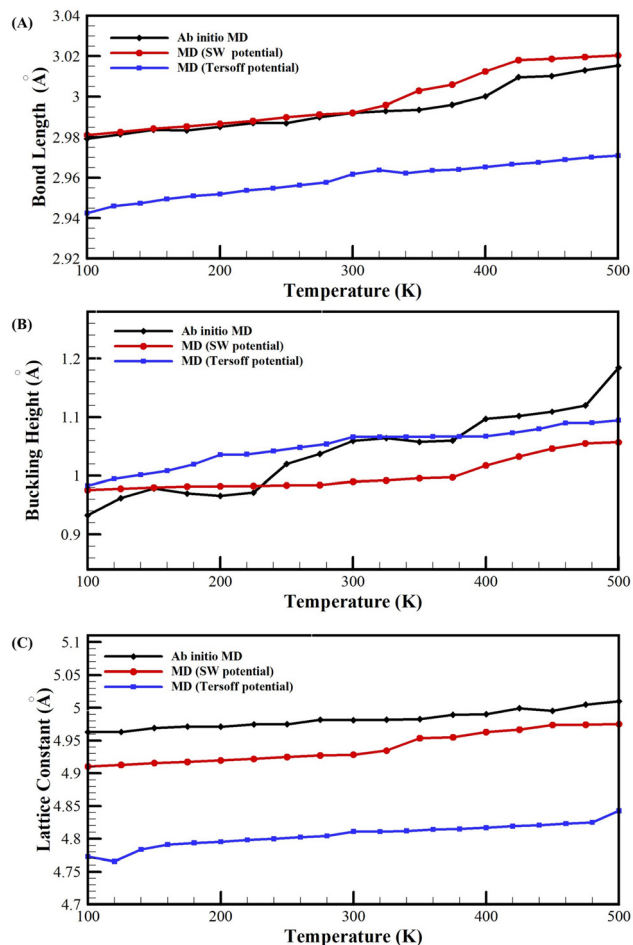 (A)
Ab initio MD
MD (SW potential)
MD (Tersoff potential)
Bond Length (Å)
3.04
3.02
3
2.98
2.96
2.94
2.92
100 200 300 400 500
Temperature (K)
(B)
Ab initio MD
MD (SW potential)
MD (Tersoff potential)
Buckling Height (Å)
1.2
1.1
1
0.9
100 200 300 400 500
Temperature (K)
(C)
Ab initio MD
MD (SW potential)
MD (Tersoff potential)
Lattice Constant (Å)
5.1
5.05
5
4.95
4.9
4.85
4.8
4.75
4.7
100 200 300 400 500
Temperature (K)